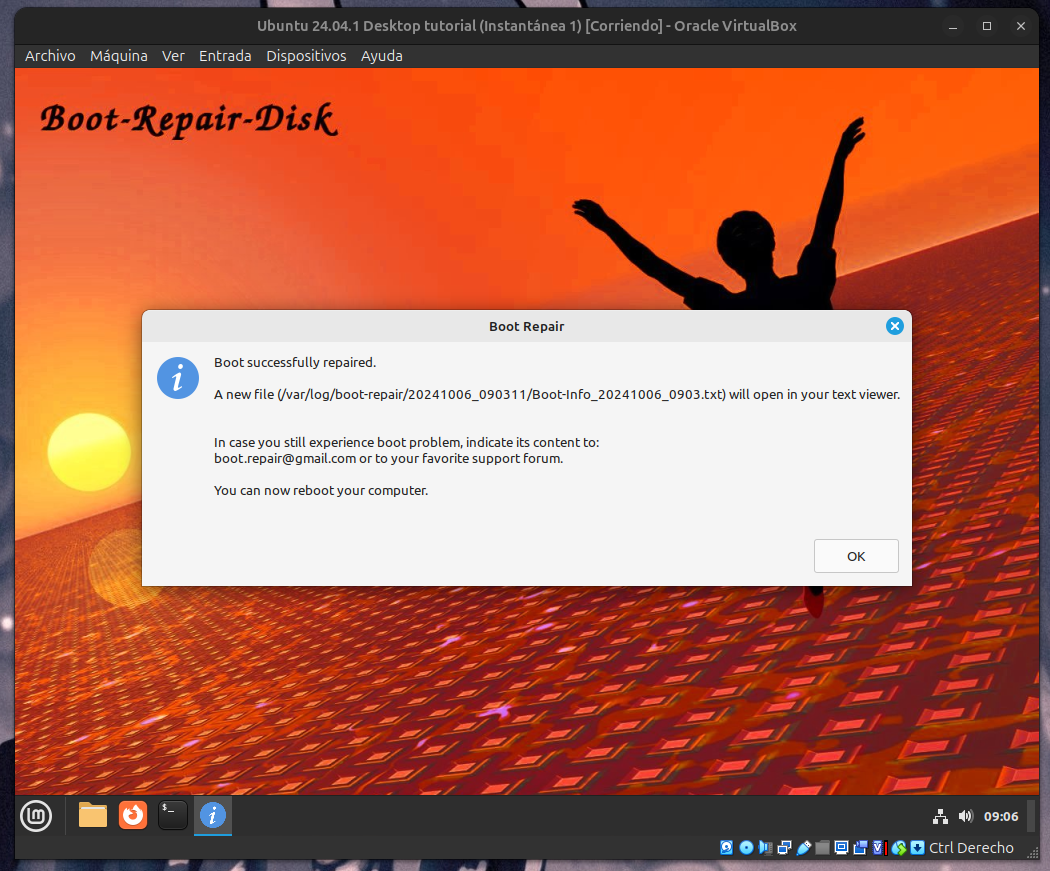 Ubuntu 24.04.1 Desktop tutorial (Instantánea 1) [Corriendo] - Oracle VirtualBox
Archivo Máquina Ver Entrada Dispositivos Ayuda
Boot-Repair-Disk
Boot Repair
Boot successfully repaired.
A new file (/var/log/boot-repair/20241006_090311/Boot-Info_20241006_0903.txt) will open in your text viewer.
In case you still experience boot problem, indicate its content to:
boot.repair@gmail.com or to your favorite support forum.
You can now reboot your computer.
OK
09:06
Ctrl Derecho